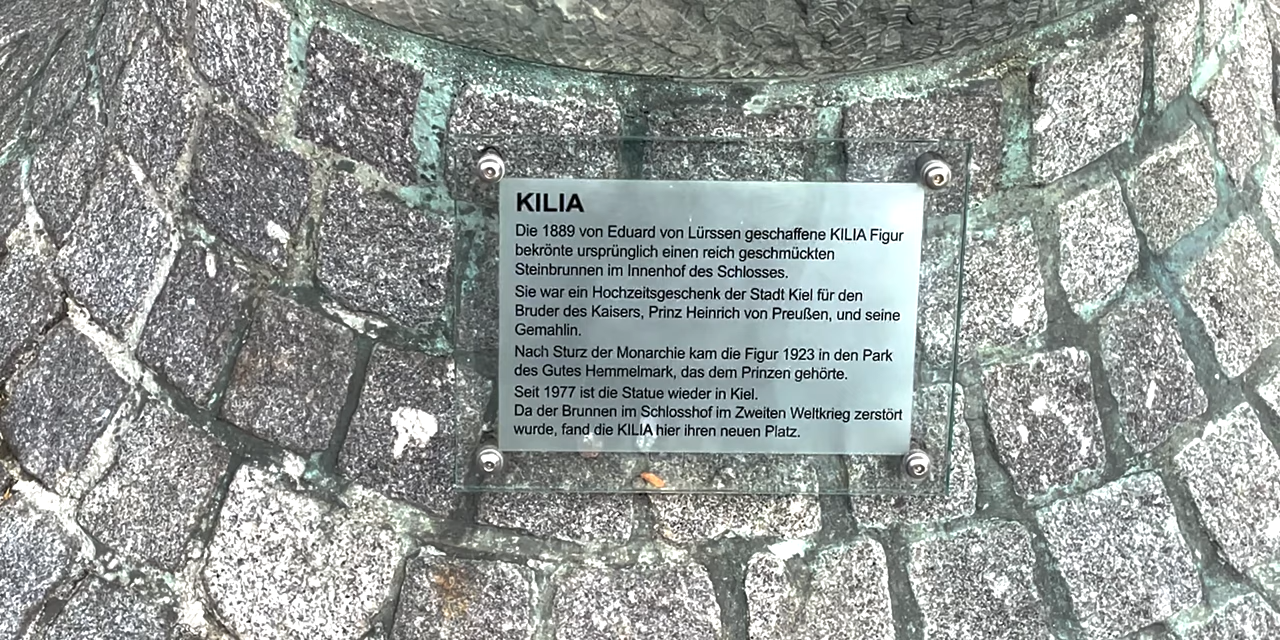 KILIA
Die 1889 von Eduard von Lürssen geschaffene KILIA Figur
bekrönte ursprünglich einen reich geschmückten
Steinbrunnen im Innenhof des Schlosses.
Sie war ein Hochzeitsgeschenk der Stadt Kiel für den
Bruder des Kaisers, Prinz Heinrich von Preußen, und seine
Gemahlin.
Nach Sturz der Monarchie kam die Figur 1923 in den Park
des Gutes Hemmelmark, das dem Prinzen gehörte.
Seit 1977 ist die Statue wieder in Kiel.
Da der Brunnen im Schlosshof im Zweiten Weltkrieg zerstört
wurde, fand die KILIA hier ihren neuen Platz.